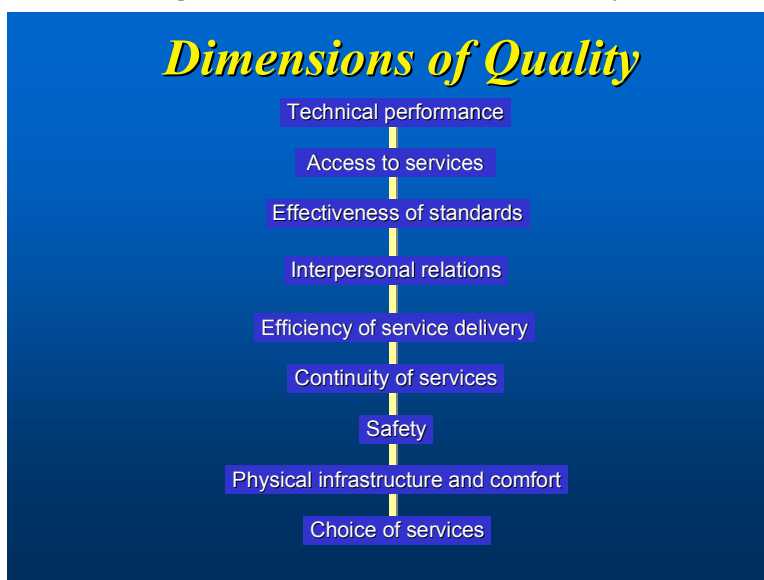 Dimensions of Quality
Technical performance
Access to services
Effectiveness of standards
Interpersonal relations
Efficiency of service delivery
Continuity of services
Safety
Physical infrastructure and comfort
Choice of services